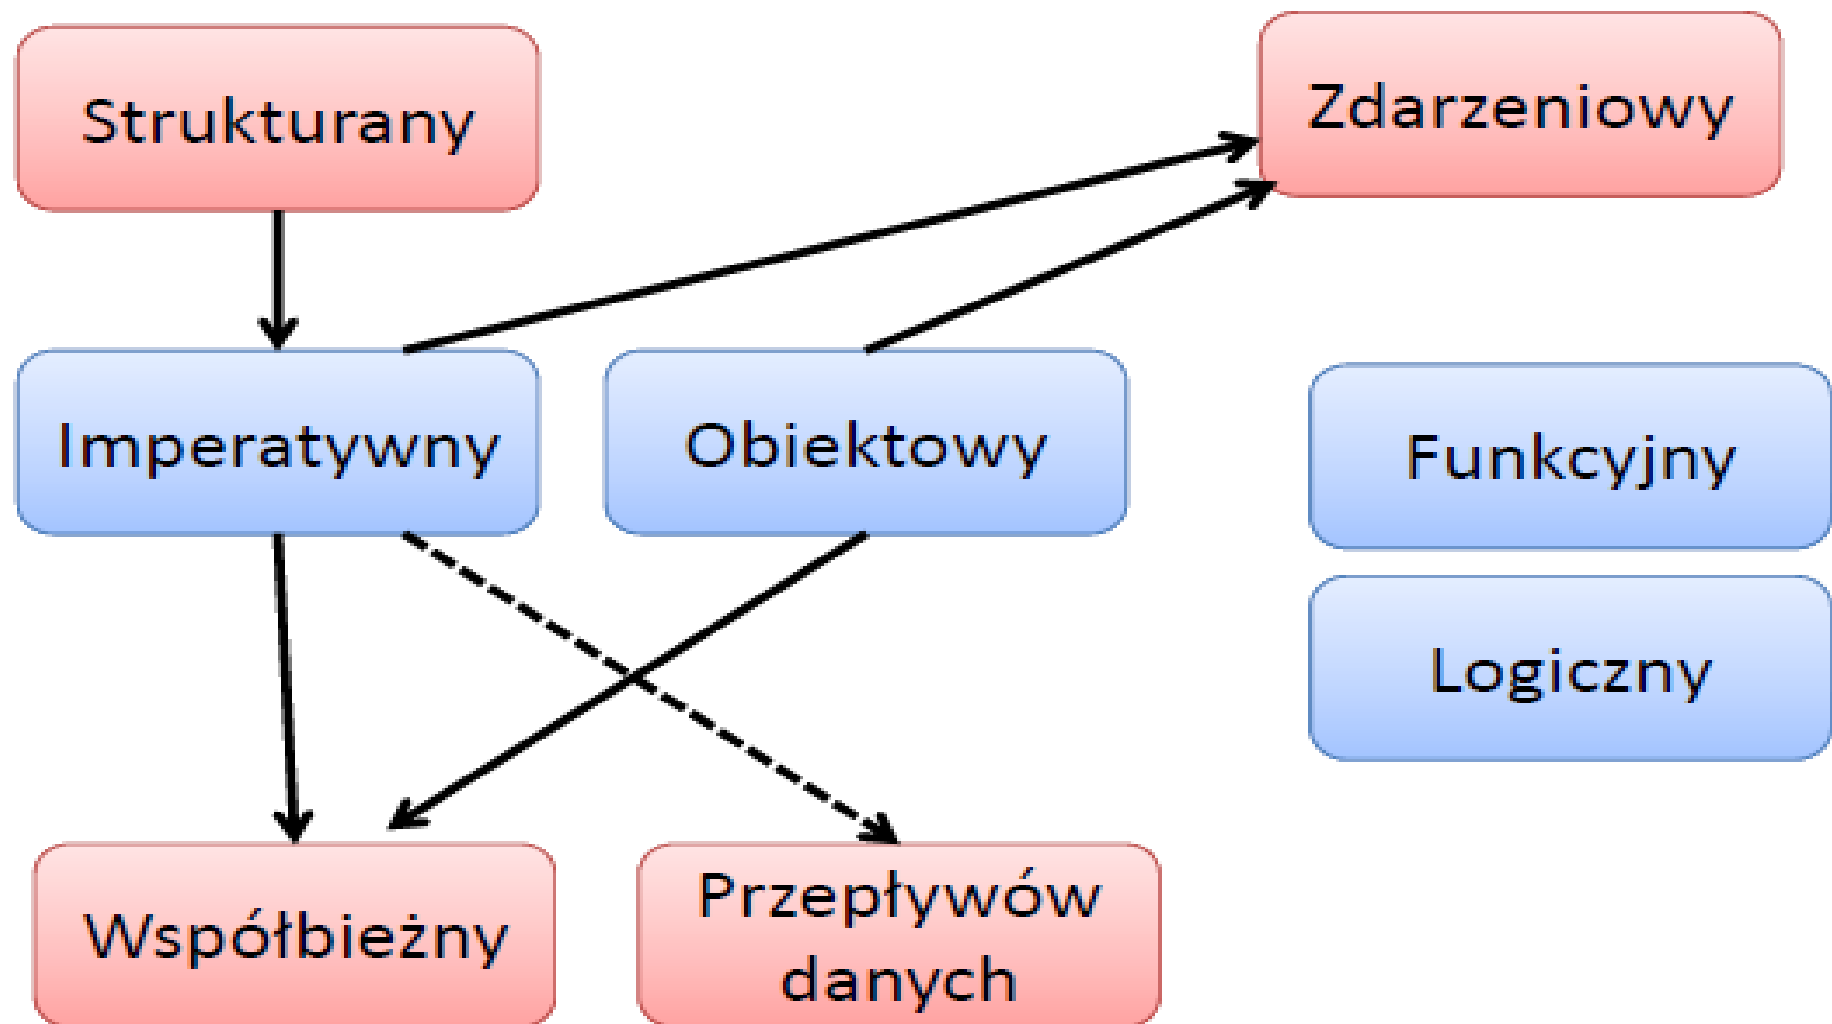 Strukturany
Zdarzeniowy
Imperatywny
Obiektowy
Funkcyjny
Logiczny
Współbieżny
Przepływów
danych